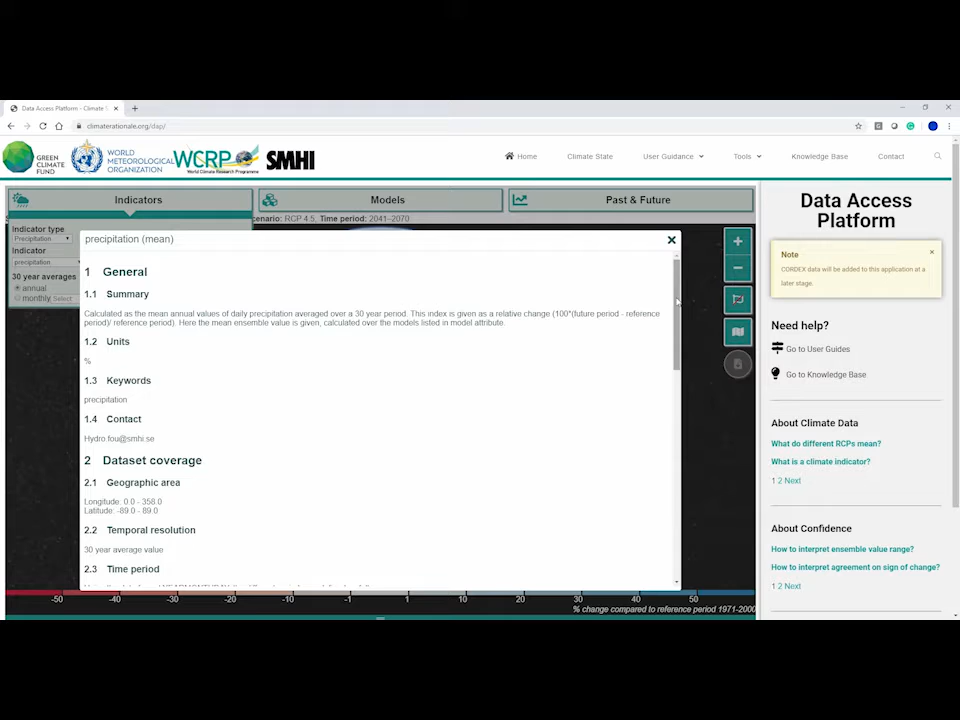 Data Access Platform - Climate S
climaterationale.org/dap/
GREEN
CLIMATE
FUND
WORLD
METEOROLOGICAL
ORGANIZATION
WCRP
World Climate Research Programme
SMHI
Home
Climate State
User Guidance
Tools
Knowledge Base
Contact
Indicators
Models
Past & Future
cenario: RCP 4.5, Time period: 2041–2070
Indicator type
Precipitation
Indicator
precipitation
30 year averages
annual
monthly Select
precipitation (mean)
1 General
1.1 Summary
Calculated as the mean annual values of daily precipitation averaged over a 30 year period. This index is given as a relative change (100*(future period - reference
period)/ reference period). Here the mean ensemble value is given, calculated over the models listed in model attribute.
1.2 Units
%
1.3 Keywords
precipitation
1.4 Contact
Hydro.fou@smhi.se
2 Dataset coverage
2.1 Geographic area
Longitude: 0.0 - 358.0
Latitude: -89.0 - 89.0
2.2 Temporal resolution
30 year average value
2.3 Time period
-50 -40 -30 -20 -10 -1 1 10 20 30 40 50
% change compared to reference period 1971-2000
Data Access
Platform
Note
CORDEX data will be added to this application at a
later stage.
Need help?
Go to User Guides
Go to Knowledge Base
About Climate Data
What do different RCPs mean?
What is a climate indicator?
1 2 Next
About Confidence
How to interpret ensemble value range?
How to interpret agreement on sign of change?
1 2 Next